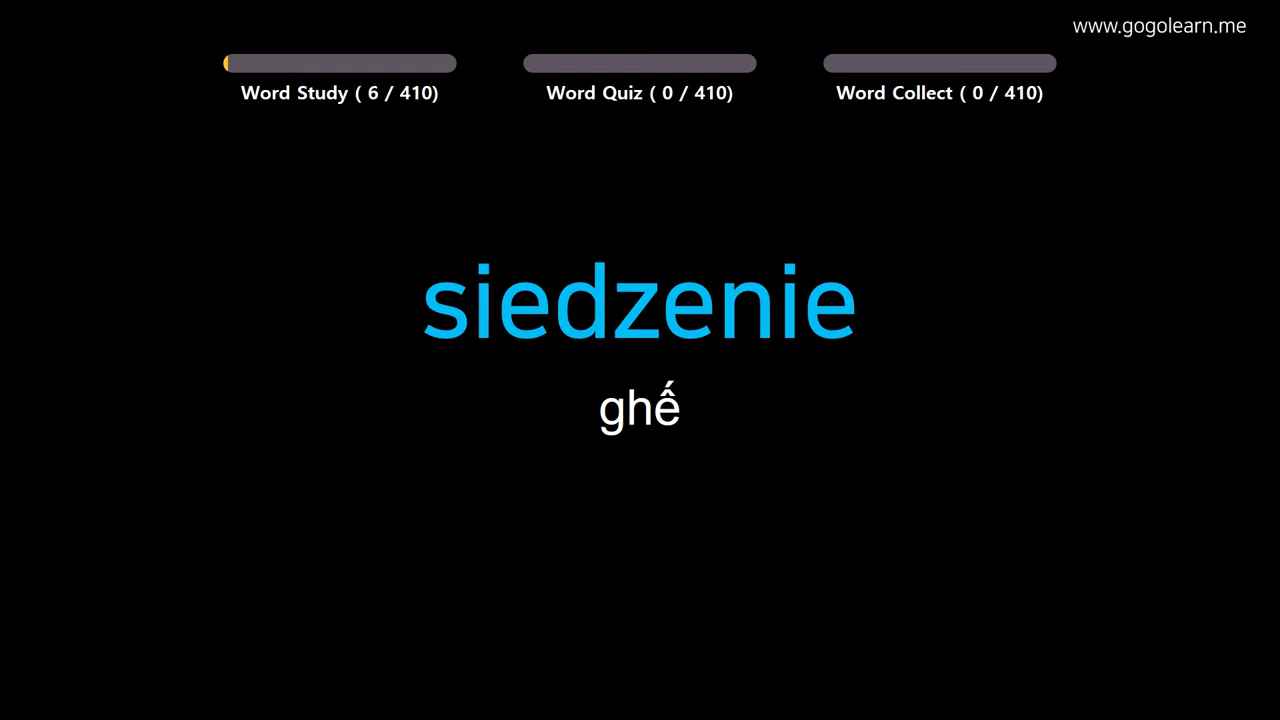 www.gogolearn.me
Word Study ( 6 / 410)
Word Quiz ( 0 / 410)
Word Collect ( 0 / 410)
siedzenie
ghế